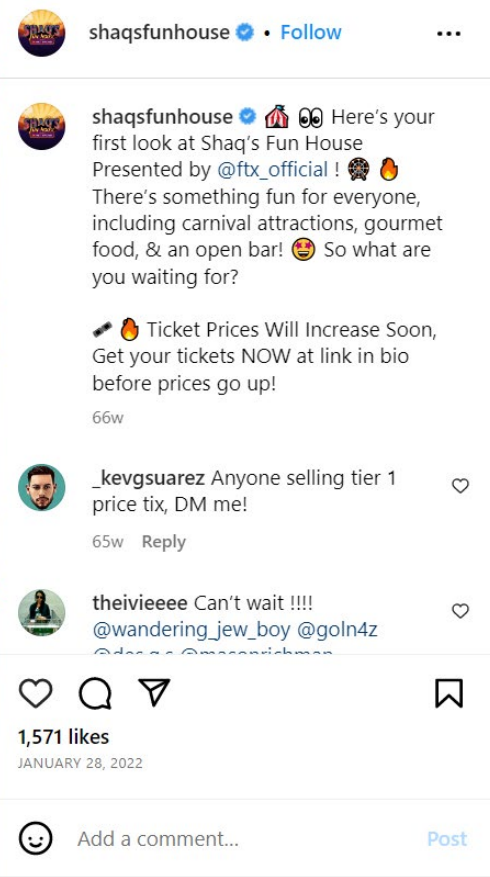 shaqsfunhouse • Follow
shaqsfunhouse 🎪 👀 Here's your
first look at Shaq's Fun House
Presented by @ftx_official ! 🎡 🔥
There's something fun for everyone,
including carnival attractions, gourmet
food, & an open bar! 🤩 So what are
you waiting for?
🧨 🔥 Ticket Prices Will Increase Soon,
Get your tickets NOW at link in bio
before prices go up!
66w
_kevgsuarez Anyone selling tier 1
price tix, DM me!
65w Reply
theivieeee Can't wait !!!!
@wandering_jew_boy @goln4z
1,571 likes
JANUARY 28, 2022
Add a comment...
Post